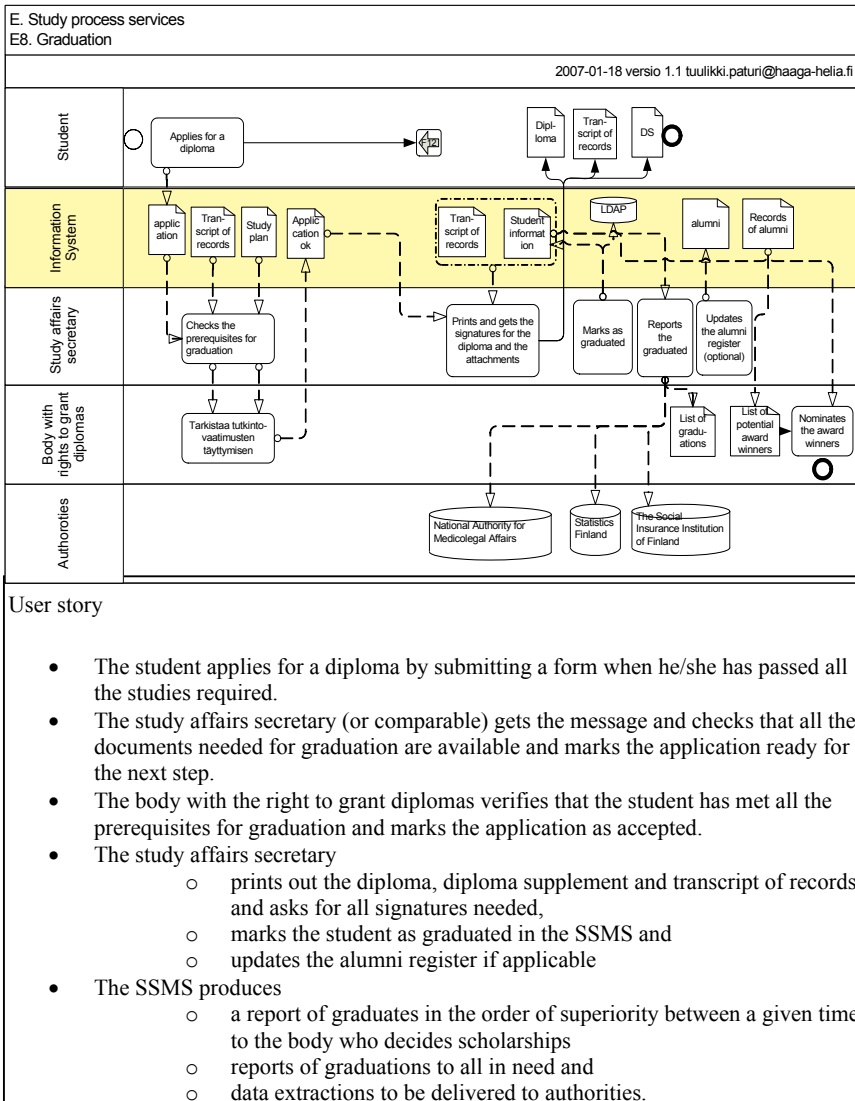 E. Study process services
E8. Graduation
2007-01-18 versio 1.1 tuulikki.paturi@haaga-helia.fi
Student
Applies for a
diploma
F12
Dipl-
loma
Tran-
script of
records
DS
Information
System
applic
ation
Tran-
script of
records
Study
plan
Applic
cation
ok
Tran-
script of
records
Student
informat
ion
LDAP
alumni
Records
of alumni
Study affairs
secretary
Checks the
prerequisites for
graduation
Prints and gets the
signatures for the
diploma and the
attachments
Marks as
graduated
Reports
the
graduated
Updates
the alumni
register
(optional)
Body with
rights to grant
diplomas
Tarkistaa tutkinto-
vaatimusten
täyttymisen
List of
gradu-
ations
List of
potential
award
winners
Nominates
the award
winners
Authoroties
National Authority for
Medicolegal Affairs
Statistics
Finland
The Social
Insurance Institution
of Finland
User story
• The student applies for a diploma by submitting a form when he/she has passed all
the studies required.
• The study affairs secretary (or comparable) gets the message and checks that all the
documents needed for graduation are available and marks the application ready for
the next step.
• The body with the right to grant diplomas verifies that the student has met all the
prerequisites for graduation and marks the application as accepted.
• The study affairs secretary
o prints out the diploma, diploma supplement and transcript of records
and asks for all signatures needed,
o marks the student as graduated in the SSMS and
o updates the alumni register if applicable
• The SSMS produces
o a report of graduates in the order of superiority between a given time
to the body who decides scholarships
o reports of graduations to all in need and
o data extractions to be delivered to authorities.